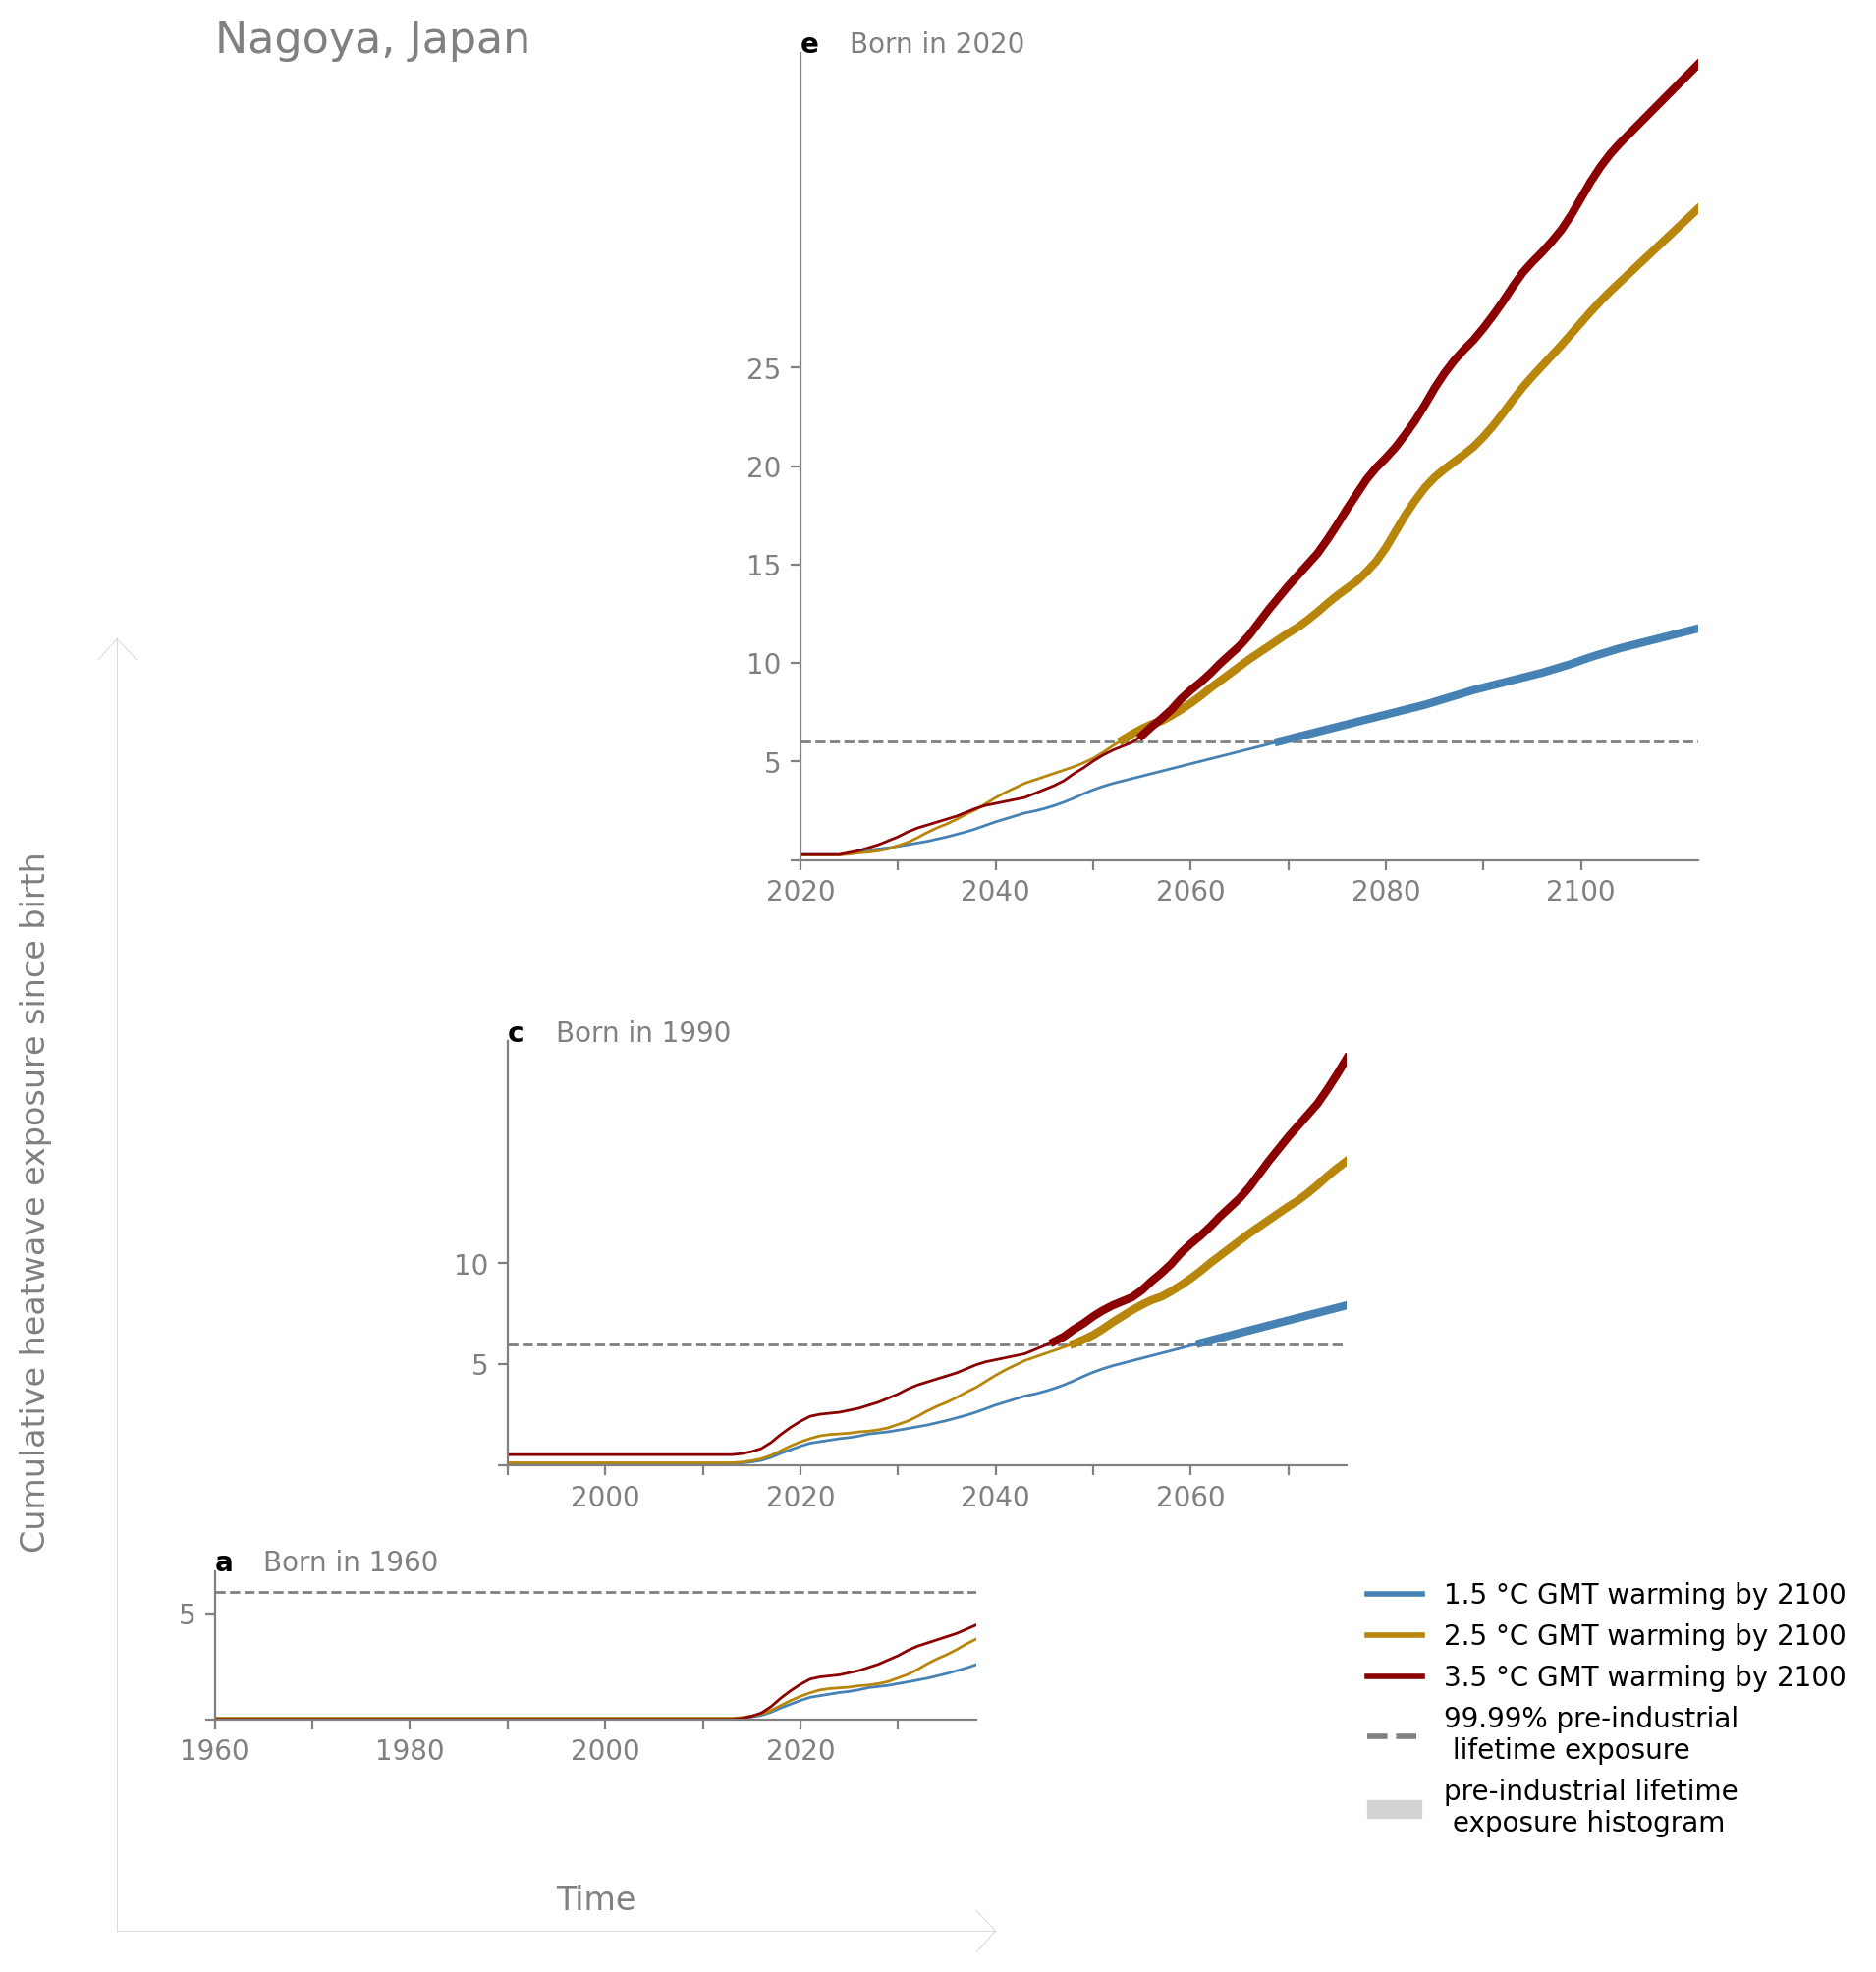 Nagoya, Japan
e Born in 2020
25
20
15
10
5
2020 2040 2060 2080 2100
Cumulative heatwave exposure since birth
c Born in 1990
10
5
2000 2020 2040 2060
a Born in 1960
5
1960 1980 2000 2020
1.5 °C GMT warming by 2100
2.5 °C GMT warming by 2100
3.5 °C GMT warming by 2100
99.99% pre-industrial
lifetime exposure
pre-industrial lifetime
exposure histogram
Time